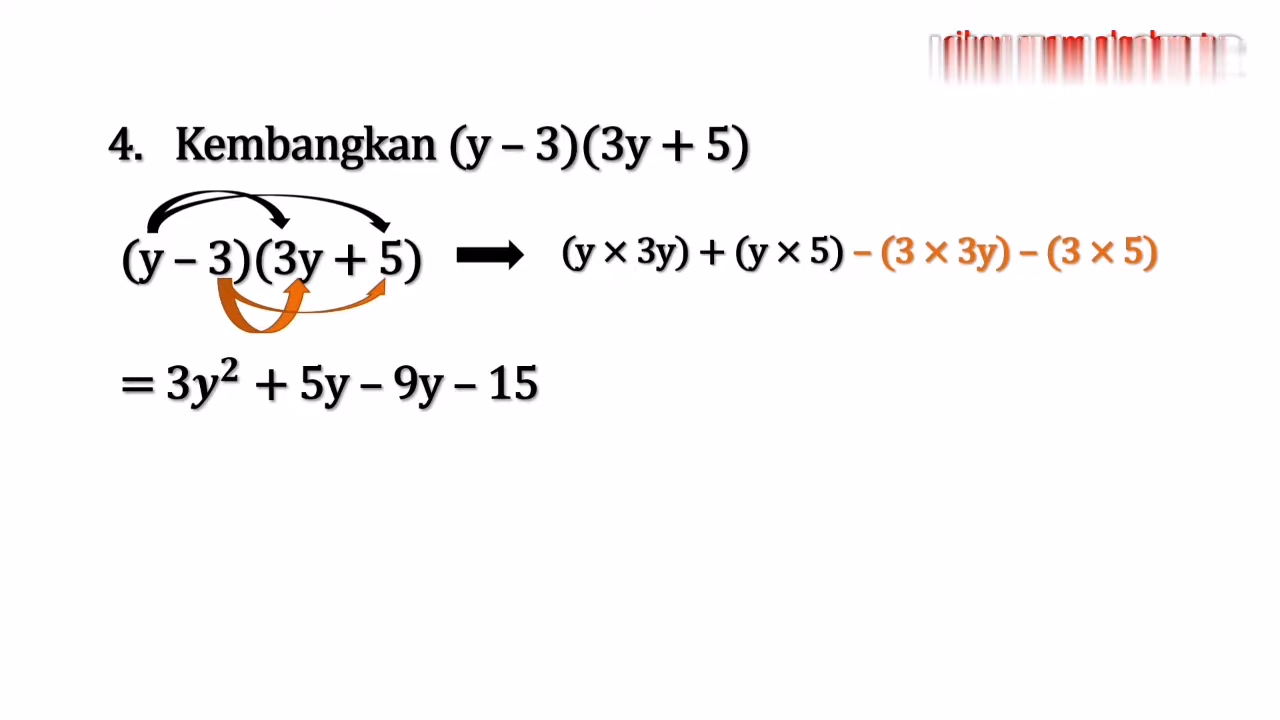 4. Kembangkan (y – 3)(3y + 5)
(y – 3)(3y + 5) (y × 3y) + (y × 5) – (3 × 3y) – (3 × 5)
= 3y² + 5y – 9y – 15